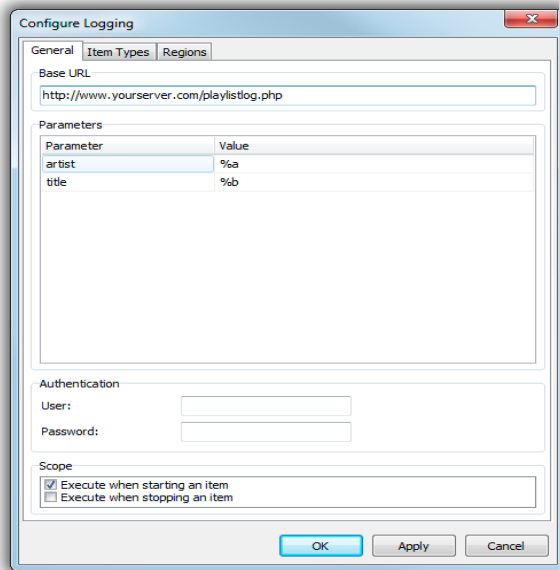 Configure Logging
General Item Types Regions
Base URL
http://www.yourserver.com/playlistlog.php
Parameters
Parameter Value
artist %a
title %b
Authentication
User:
Password:
Scope
Execute when starting an item
Execute when stopping an item
OK Apply Cancel